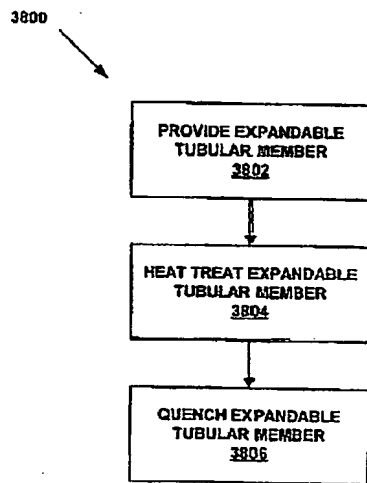 3800
PROVIDE EXPANDABLE
TUBULAR MEMBER
3802
HEAT TREAT EXPANDABLE
TUBULAR MEMBER
3804
QUENCH EXPANDABLE
TUBULAR MEMBER
3806